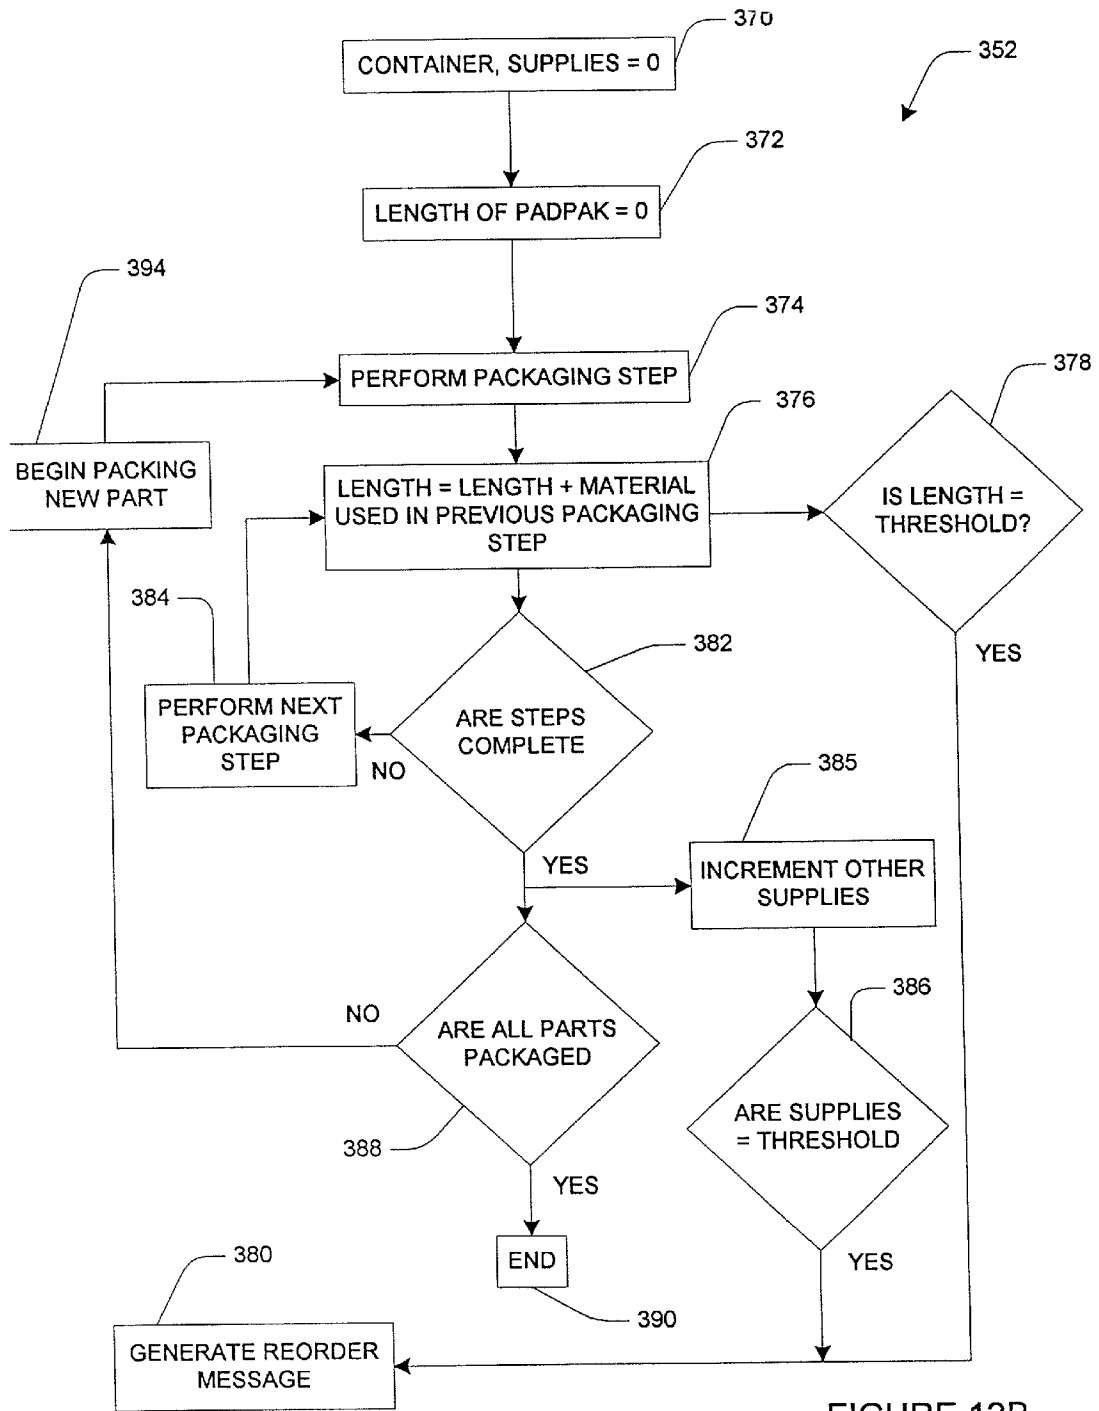 370
CONTAINER, SUPPLIES = 0
352
372
LENGTH OF PADPAK = 0
394
374
PERFORM PACKAGING STEP
378
376
BEGIN PACKING
NEW PART
LENGTH = LENGTH + MATERIAL
USED IN PREVIOUS PACKAGING
STEP
IS LENGTH =
THRESHOLD?
384
382
YES
PERFORM NEXT
PACKAGING
STEP
ARE STEPS
COMPLETE
NO
385
YES
INCREMENT OTHER
SUPPLIES
386
NO
ARE ALL PARTS
PACKAGED
ARE SUPPLIES
= THRESHOLD
388
YES
END
YES
380
390
GENERATE REORDER
MESSAGE